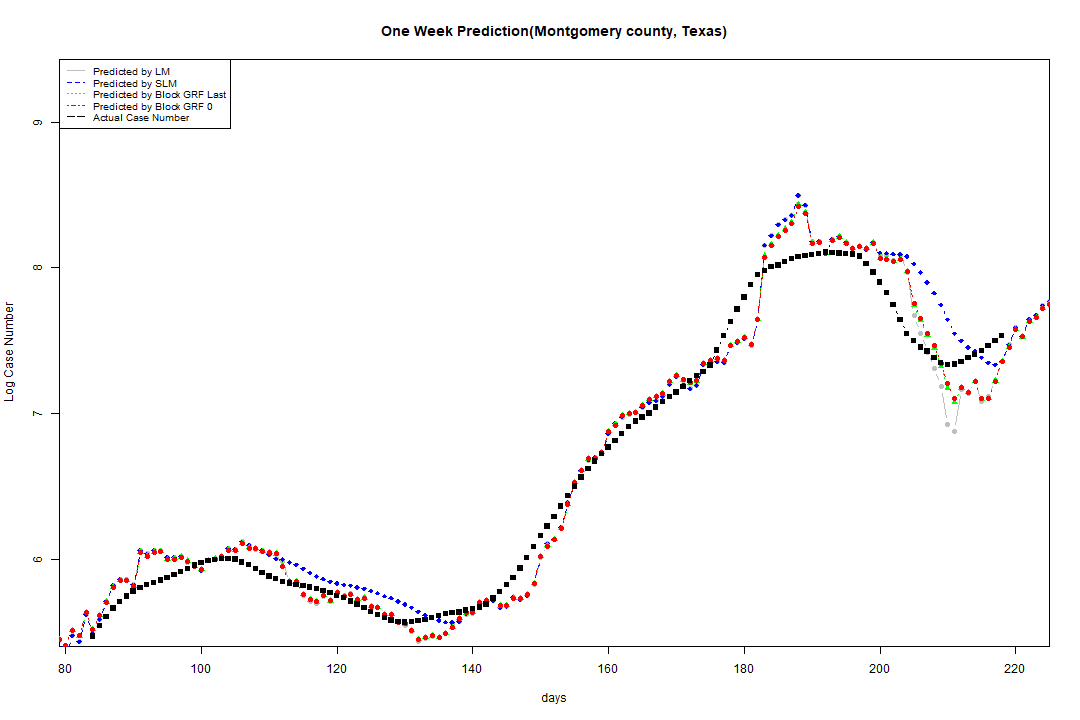 One Week Prediction(Montgomery county, Texas)
Predicted by LM
Predicted by SLM
Predicted by Block GRF Last
Predicted by Block GRF 0
Actual Case Number
Log Case Number
9
8
7
6
80 100 120 140 160 180 200 220
days